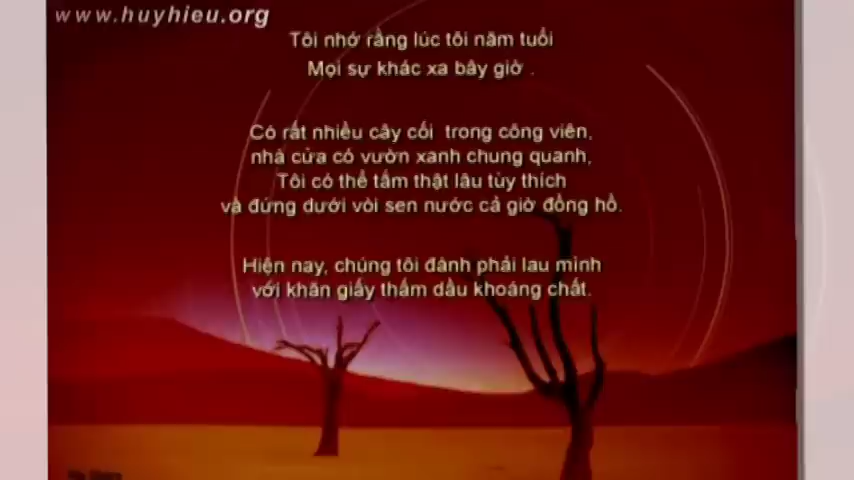 www.huyhieu.org
Tôi nhớ rằng lúc tôi năm tuổi
Mọi sự khác xa bây giờ .
Có rất nhiều cây cối trong công viên,
nhà cửa có vườn xanh chung quanh,
Tôi có thể tắm thật lâu tùy thích
và đứng dưới vòi sen nước cả giờ đồng hồ.
Hiện nay, chúng tôi đành phải lau mình
với khăn giấy thấm dầu khoáng chất.